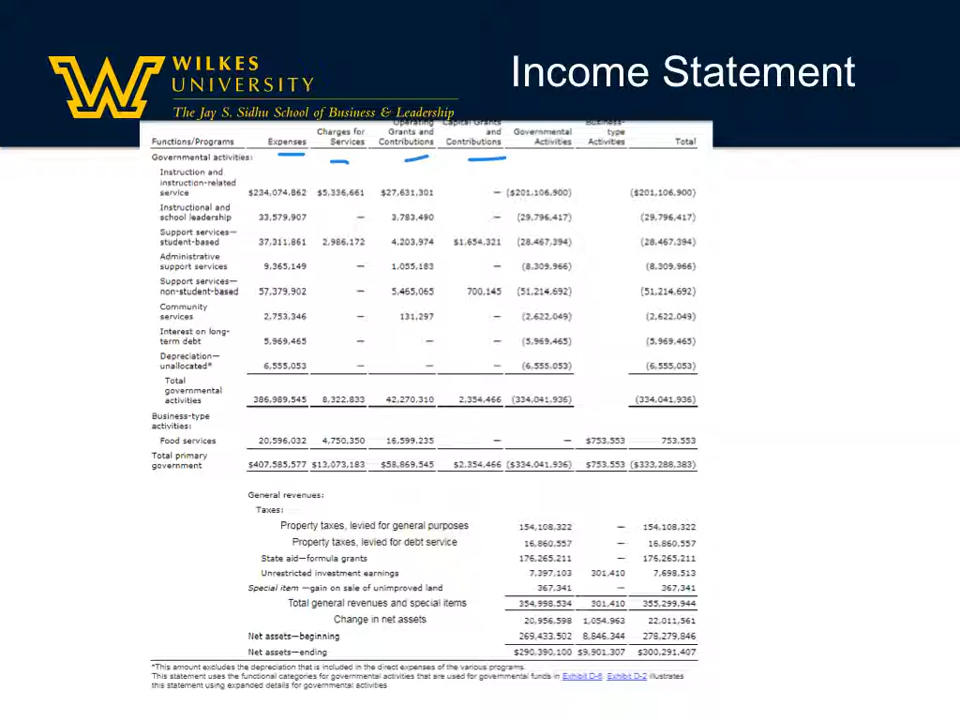 WILKES
UNIVERSITY
The Jay S. Sidhu School of Business & Leadership
Income Statement
Operating Capital Grants Business-
Charges for Grants and and Governmental type
Functions/Programs Expenses Services Contributions Contributions Activities Activities Total
Governmental activities:
Instruction and
instruction-related
service $234,074,862 $5,336,661 $27,631,301 — ($201,106,900) ($201,106,900)
Instructional and
school leadership 33,579,907 — 3,783,490 — (29,796,417) (29,796,417)
Support services—
student-based 37,311,861 2,986,172 4,203,974 $1,654,321 (28,467,394) (28,467,394)
Administrative
support services 9,365,149 — 1,055,183 — (8,309,966) (8,309,966)
Support services—
non-student-based 57,379,902 — 5,465,065 700,145 (51,214,692) (51,214,692)
Community
services 2,753,346 — 131,297 — (2,622,049) (2,622,049)
Interest on long-
term debt 5,969,465 — — — (5,969,465) (5,969,465)
Depreciation—
unallocated* 6,555,053 — — — (6,555,053) (6,555,053)
Total
governmental
activities 386,989,545 8,322,833 42,270,310 2,354,466 (334,041,936) (334,041,936)
Business-type
activities:
Food services 20,596,032 4,750,350 16,599,235 — — $753,553 753,553
Total primary
government $407,585,577 $13,073,183 $58,869,545 $2,354,466 ($334,041,936) $753,553 ($333,288,383)
General revenues:
Taxes:
Property taxes, levied for general purposes 154,108,322 — 154,108,322
Property taxes, levied for debt service 16,860,557 — 16,860,557
State aid—formula grants 176,265,211 — 176,265,211
Unrestricted investment earnings 7,397,103 301,410 7,698,513
Special item—gain on sale of unimproved land 367,341 — 367,341
Total general revenues and special items 354,998,534 301,410 355,299,944
Change in net assets 20,956,598 1,054,963 22,011,561
Net assets—beginning 269,433,502 8,846,344 278,279,846
Net assets—ending $290,390,100 $9,901,307 $300,291,407
*This amount excludes the depreciation that is included in the direct expenses of the various programs.
This statement uses the functional categories for governmental activities that are used for governmental funds in Exhibit D-6. Exhibit D-2 illustrates
this statement using expanded details for governmental activities